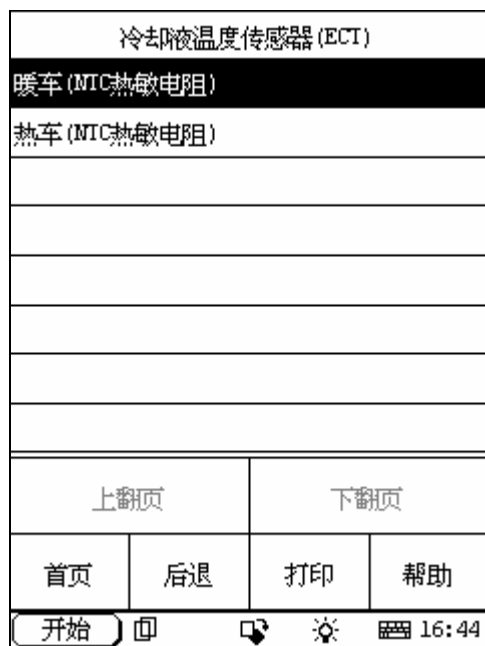 冷却液温度传感器(ECT)
暖车(NTC热敏电阻)
热车(NTC热敏电阻)
上翻页 下翻页
首页 后退 打印 帮助
开始 16:44